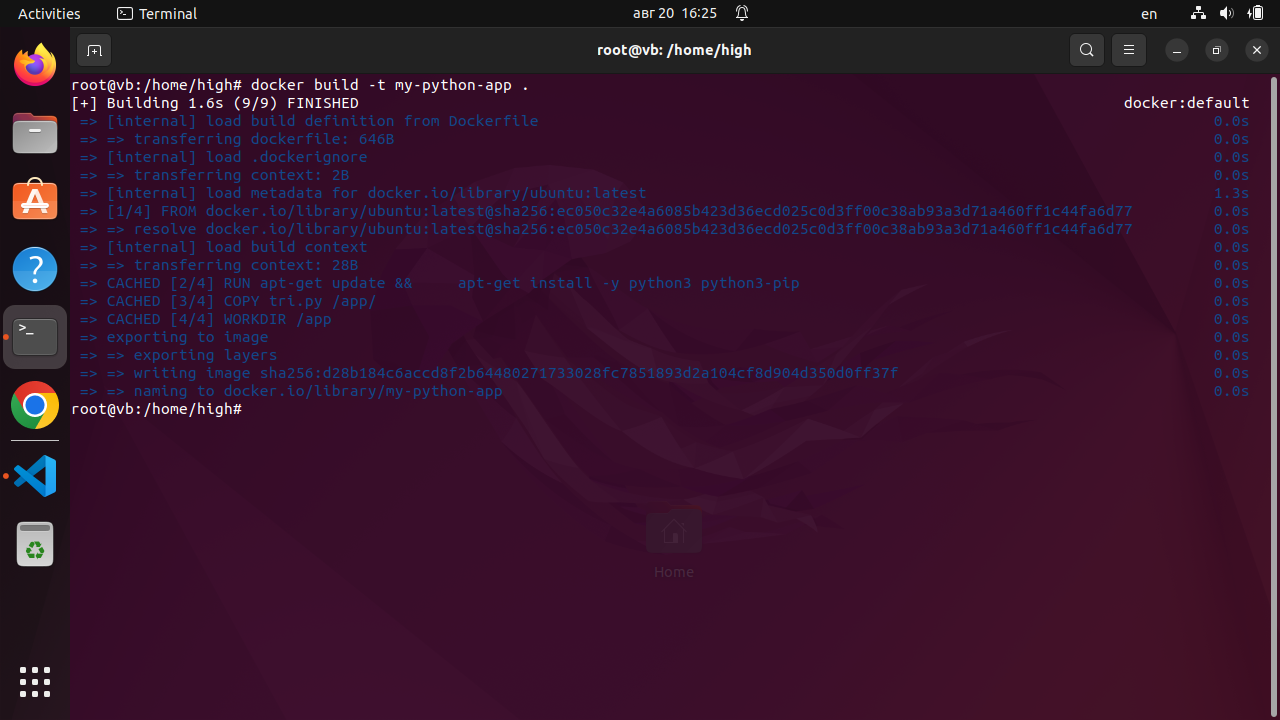 Activities Terminal авг 20 16:25 en
root@vb: /home/high
root@vb:/home/high# docker build -t my-python-app .
[+] Building 1.6s (9/9) FINISHED docker:default
=> [internal] load build definition from Dockerfile 0.0s
=> => transferring dockerfile: 646B 0.0s
=> [internal] load .dockerignore 0.0s
=> => transferring context: 2B 0.0s
=> [internal] load metadata for docker.io/library/ubuntu:latest 1.3s
=> [1/4] FROM docker.io/library/ubuntu:latest@sha256:ec050c32e4a6085b423d36ecd025c0d3ff00c38ab93a3d71a460ff1c44fa6d77 0.0s
=> => resolve docker.io/library/ubuntu:latest@sha256:ec050c32e4a6085b423d36ecd025c0d3ff00c38ab93a3d71a460ff1c44fa6d77 0.0s
=> [internal] load build context 0.0s
=> => transferring context: 28B 0.0s
=> CACHED [2/4] RUN apt-get update &&     apt-get install -y python3 python3-pip 0.0s
=> CACHED [3/4] COPY tri.py /app/ 0.0s
=> CACHED [4/4] WORKDIR /app 0.0s
=> exporting to image 0.0s
=> => exporting layers 0.0s
=> => writing image sha256:d28b184c6accd8f2b64480271733028fc7851893d2a104cf8d904d350d0ff37f 0.0s
=> => naming to docker.io/library/my-python-app 0.0s
root@vb:/home/high#
Home